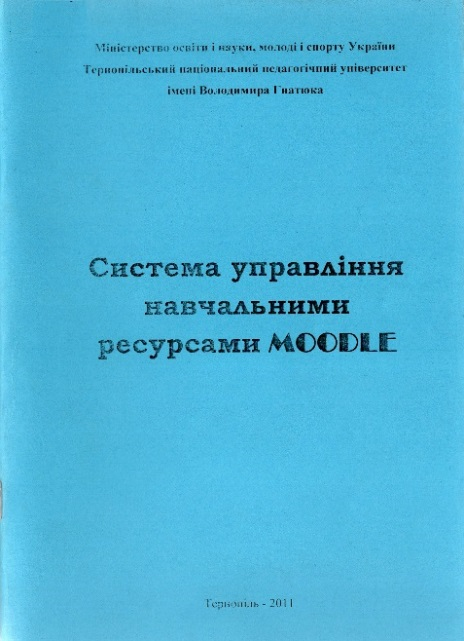 Міністерство освіти і науки, молоді і спорту України
Тернопільський національний педагогічний університет
імені Володимира Гнатюка
Система управління
навчальними
ресурсами MOODLE
Тернопіль - 2011